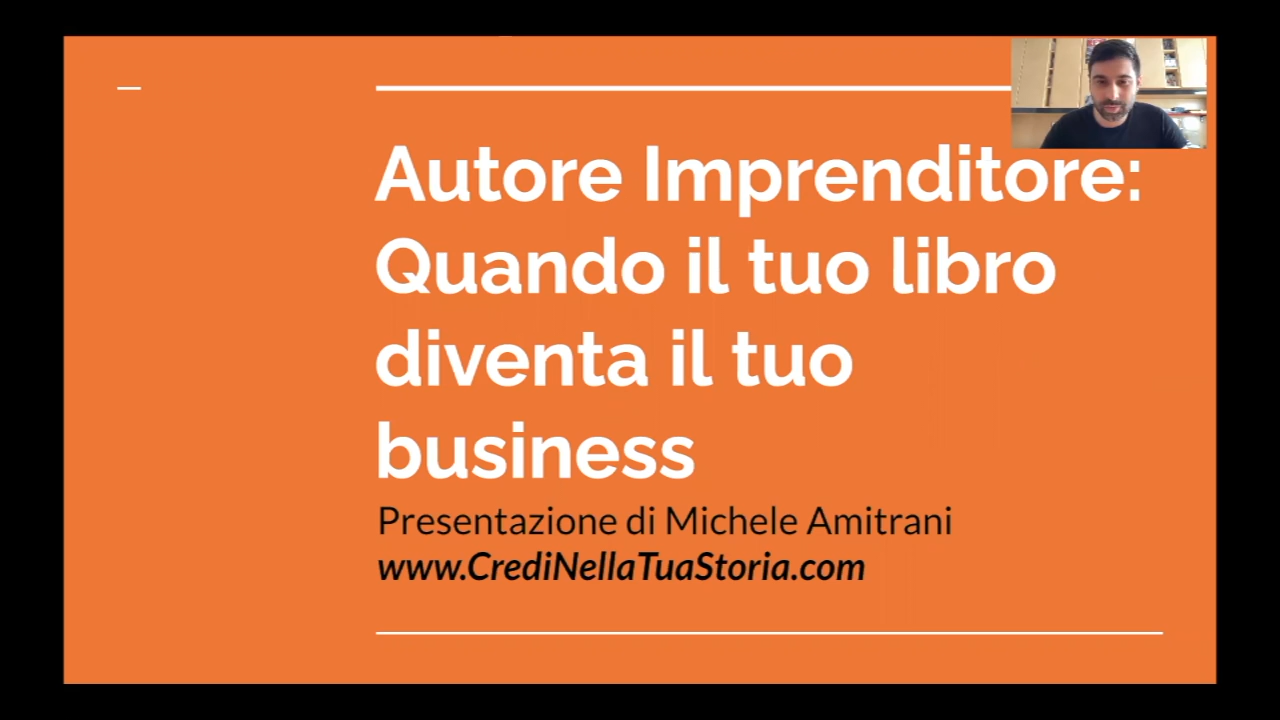 Autore Imprenditore:
Quando il tuo libro
diventa il tuo
business
Presentazione di Michele Amitrani
www.CrediNellaTuaStoria.com